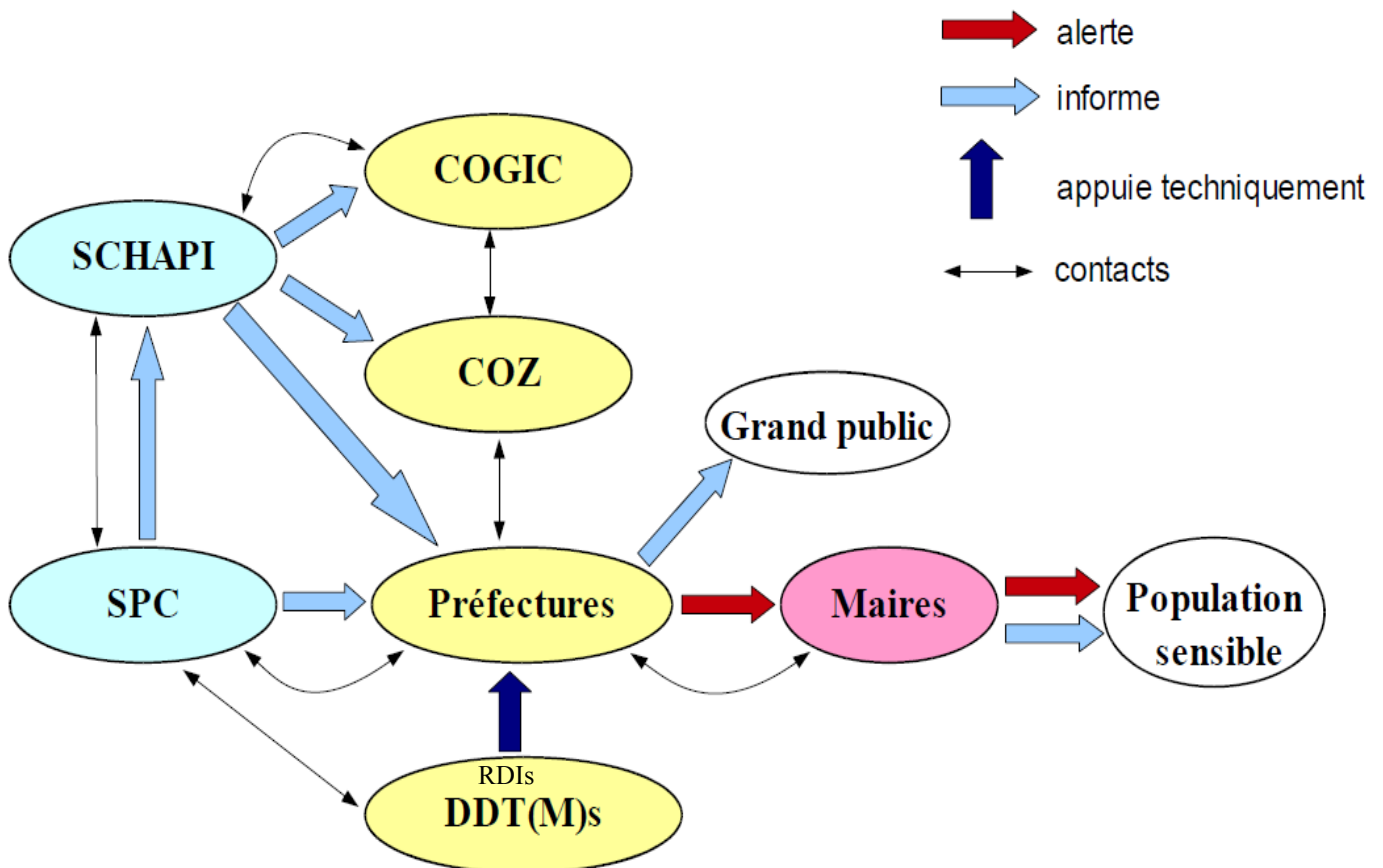 alerte
informe
appuie techniquement
contacts
COGIC
SCHAPI
COZ
Grand public
SPC
Préfectures
Maires
Population
sensible
RDIs
DDT(M)s